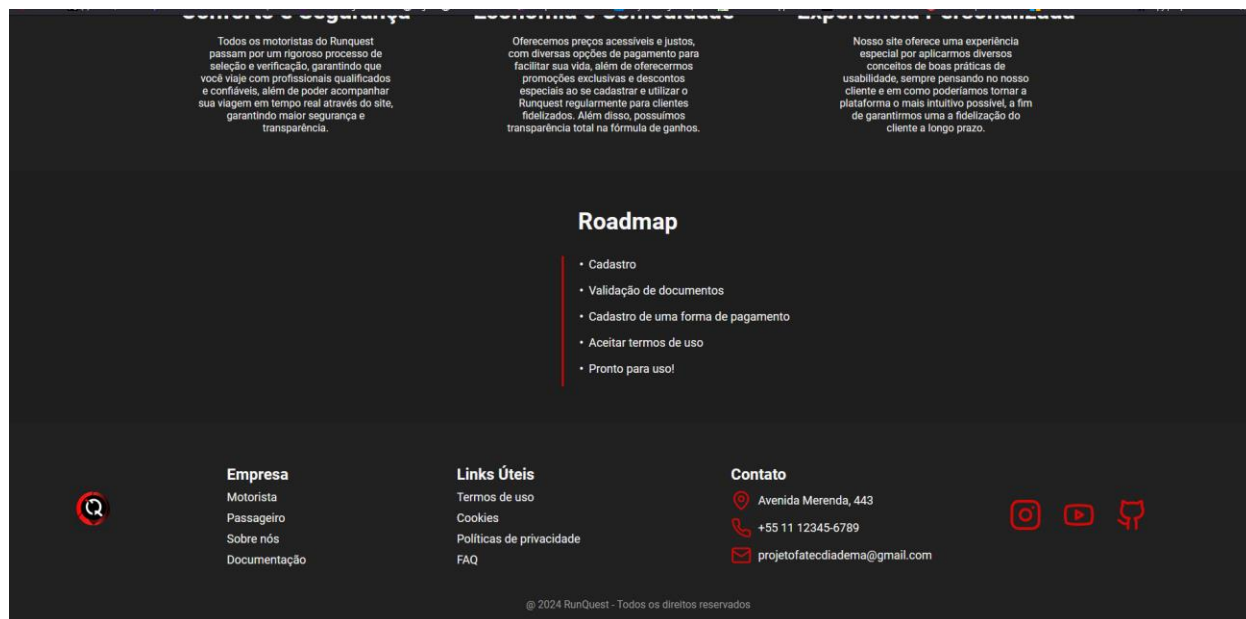 Conforto e Segurança
Todos os motoristas do Runquest
passam por um rigoroso processo de
seleção e verificação, garantindo que
você viaje com profissionais qualificados
e confiáveis, além de poder acompanhar
sua viagem em tempo real através do site,
garantindo maior segurança e
transparência.
Economia e Comodidade
Oferecemos preços acessíveis e justos,
com diversas opções de pagamento para
facilitar sua vida, além de oferecermos
promoções exclusivas e descontos
especiais ao se cadastrar e utilizar o
Runquest regularmente para clientes
fidelizados. Além disso, possuímos
transparência total na fórmula de ganhos.
Experiência Personalizada
Nosso site oferece uma experiência
especial por aplicarmos diversos
conceitos de boas práticas de
usabilidade, sempre pensando no nosso
cliente e em como poderíamos tornar a
plataforma o mais intuitivo possível, a fim
de garantirmos uma a fidelização do
cliente a longo prazo.
Roadmap
• Cadastro
• Validação de documentos
• Cadastro de uma forma de pagamento
• Aceitar termos de uso
• Pronto para uso!
Empresa
Motorista
Passageiro
Sobre nós
Documentação
Links Úteis
Termos de uso
Cookies
Políticas de privacidade
FAQ
Contato
Avenida Merenda, 443
+55 11 12345-6789
projetofatecdiadema@gmail.com
@ 2024 RunQuest - Todos os direitos reservados